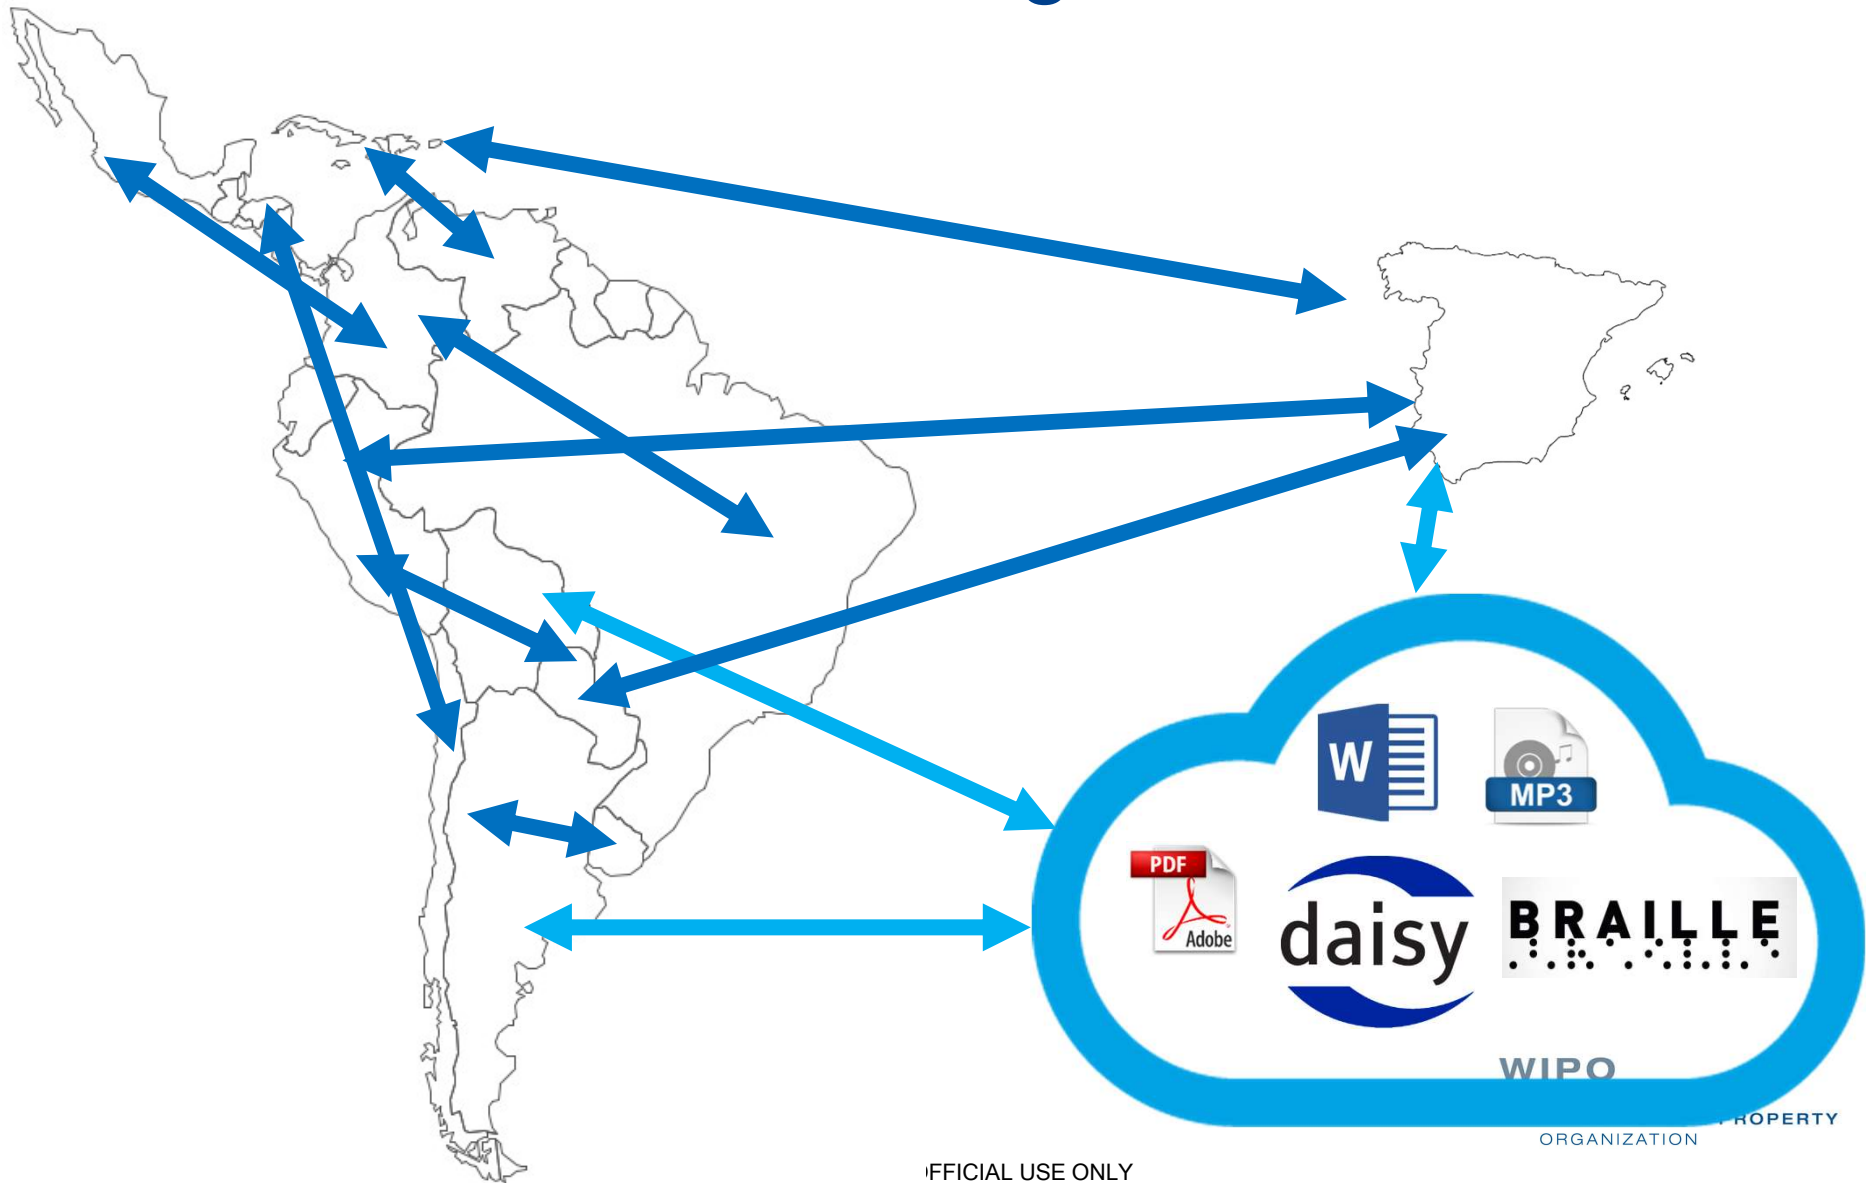 W
MP3
PDF
Adobe
daisy
BRAILLE
WIPO
ROPERTY
ORGANIZATION
FFICIAL USE ONLY